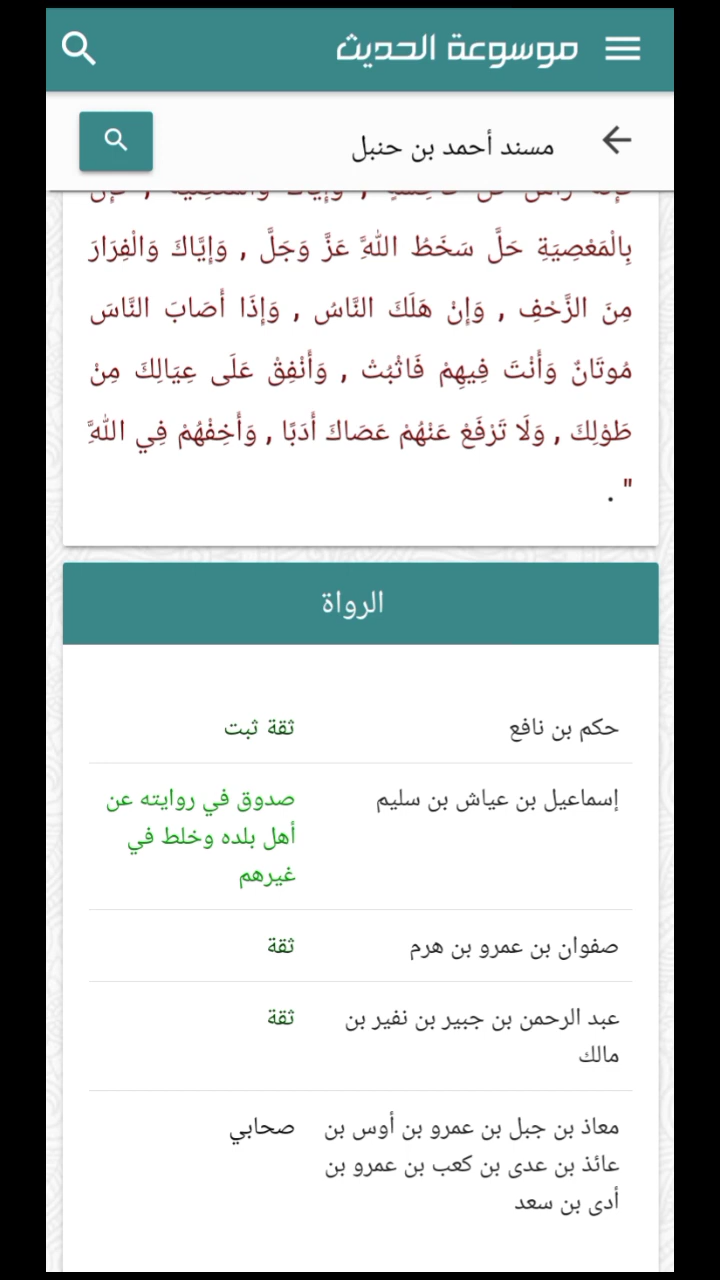 موسوعة الحديث
مسند أحمد بن حنبل
بِالْمَعْصِيَةِ حَلَّ سَخَطُ اللَّهِ عَزَّ وَجَلَّ , وَإِيَّاكَ وَالْفِرَارَ
مِنَ الزَّحْفِ , وَإِنْ هَلَكَ النَّاسُ , وَإِذَا أَصَابَ النَّاسَ
مُوتَانٌ وَأَنْتَ فِيهِمْ فَاثْبُتْ , وَأَنْفِقْ عَلَى عِيَالِكَ مِنْ
طَوْلِكَ , وَلَا تَرْفَعْ عَنْهُمْ عَصَاكَ أَدَبًا , وَأَخِفْهُمْ فِي اللَّهِ
" .
الرواة
حكم بن نافع ثقة ثبت
إسماعيل بن عياش بن سليم صدوق في روايته عن
أهل بلده وخلط في
غيرهم
صفوان بن عمرو بن هرم ثقة
عبد الرحمن بن جبير بن نفير بن ثقة
مالك
معاذ بن جبل بن عمرو بن أوس بن صحابي
عائذ بن عدى بن كعب بن عمرو بن
أدى بن سعد